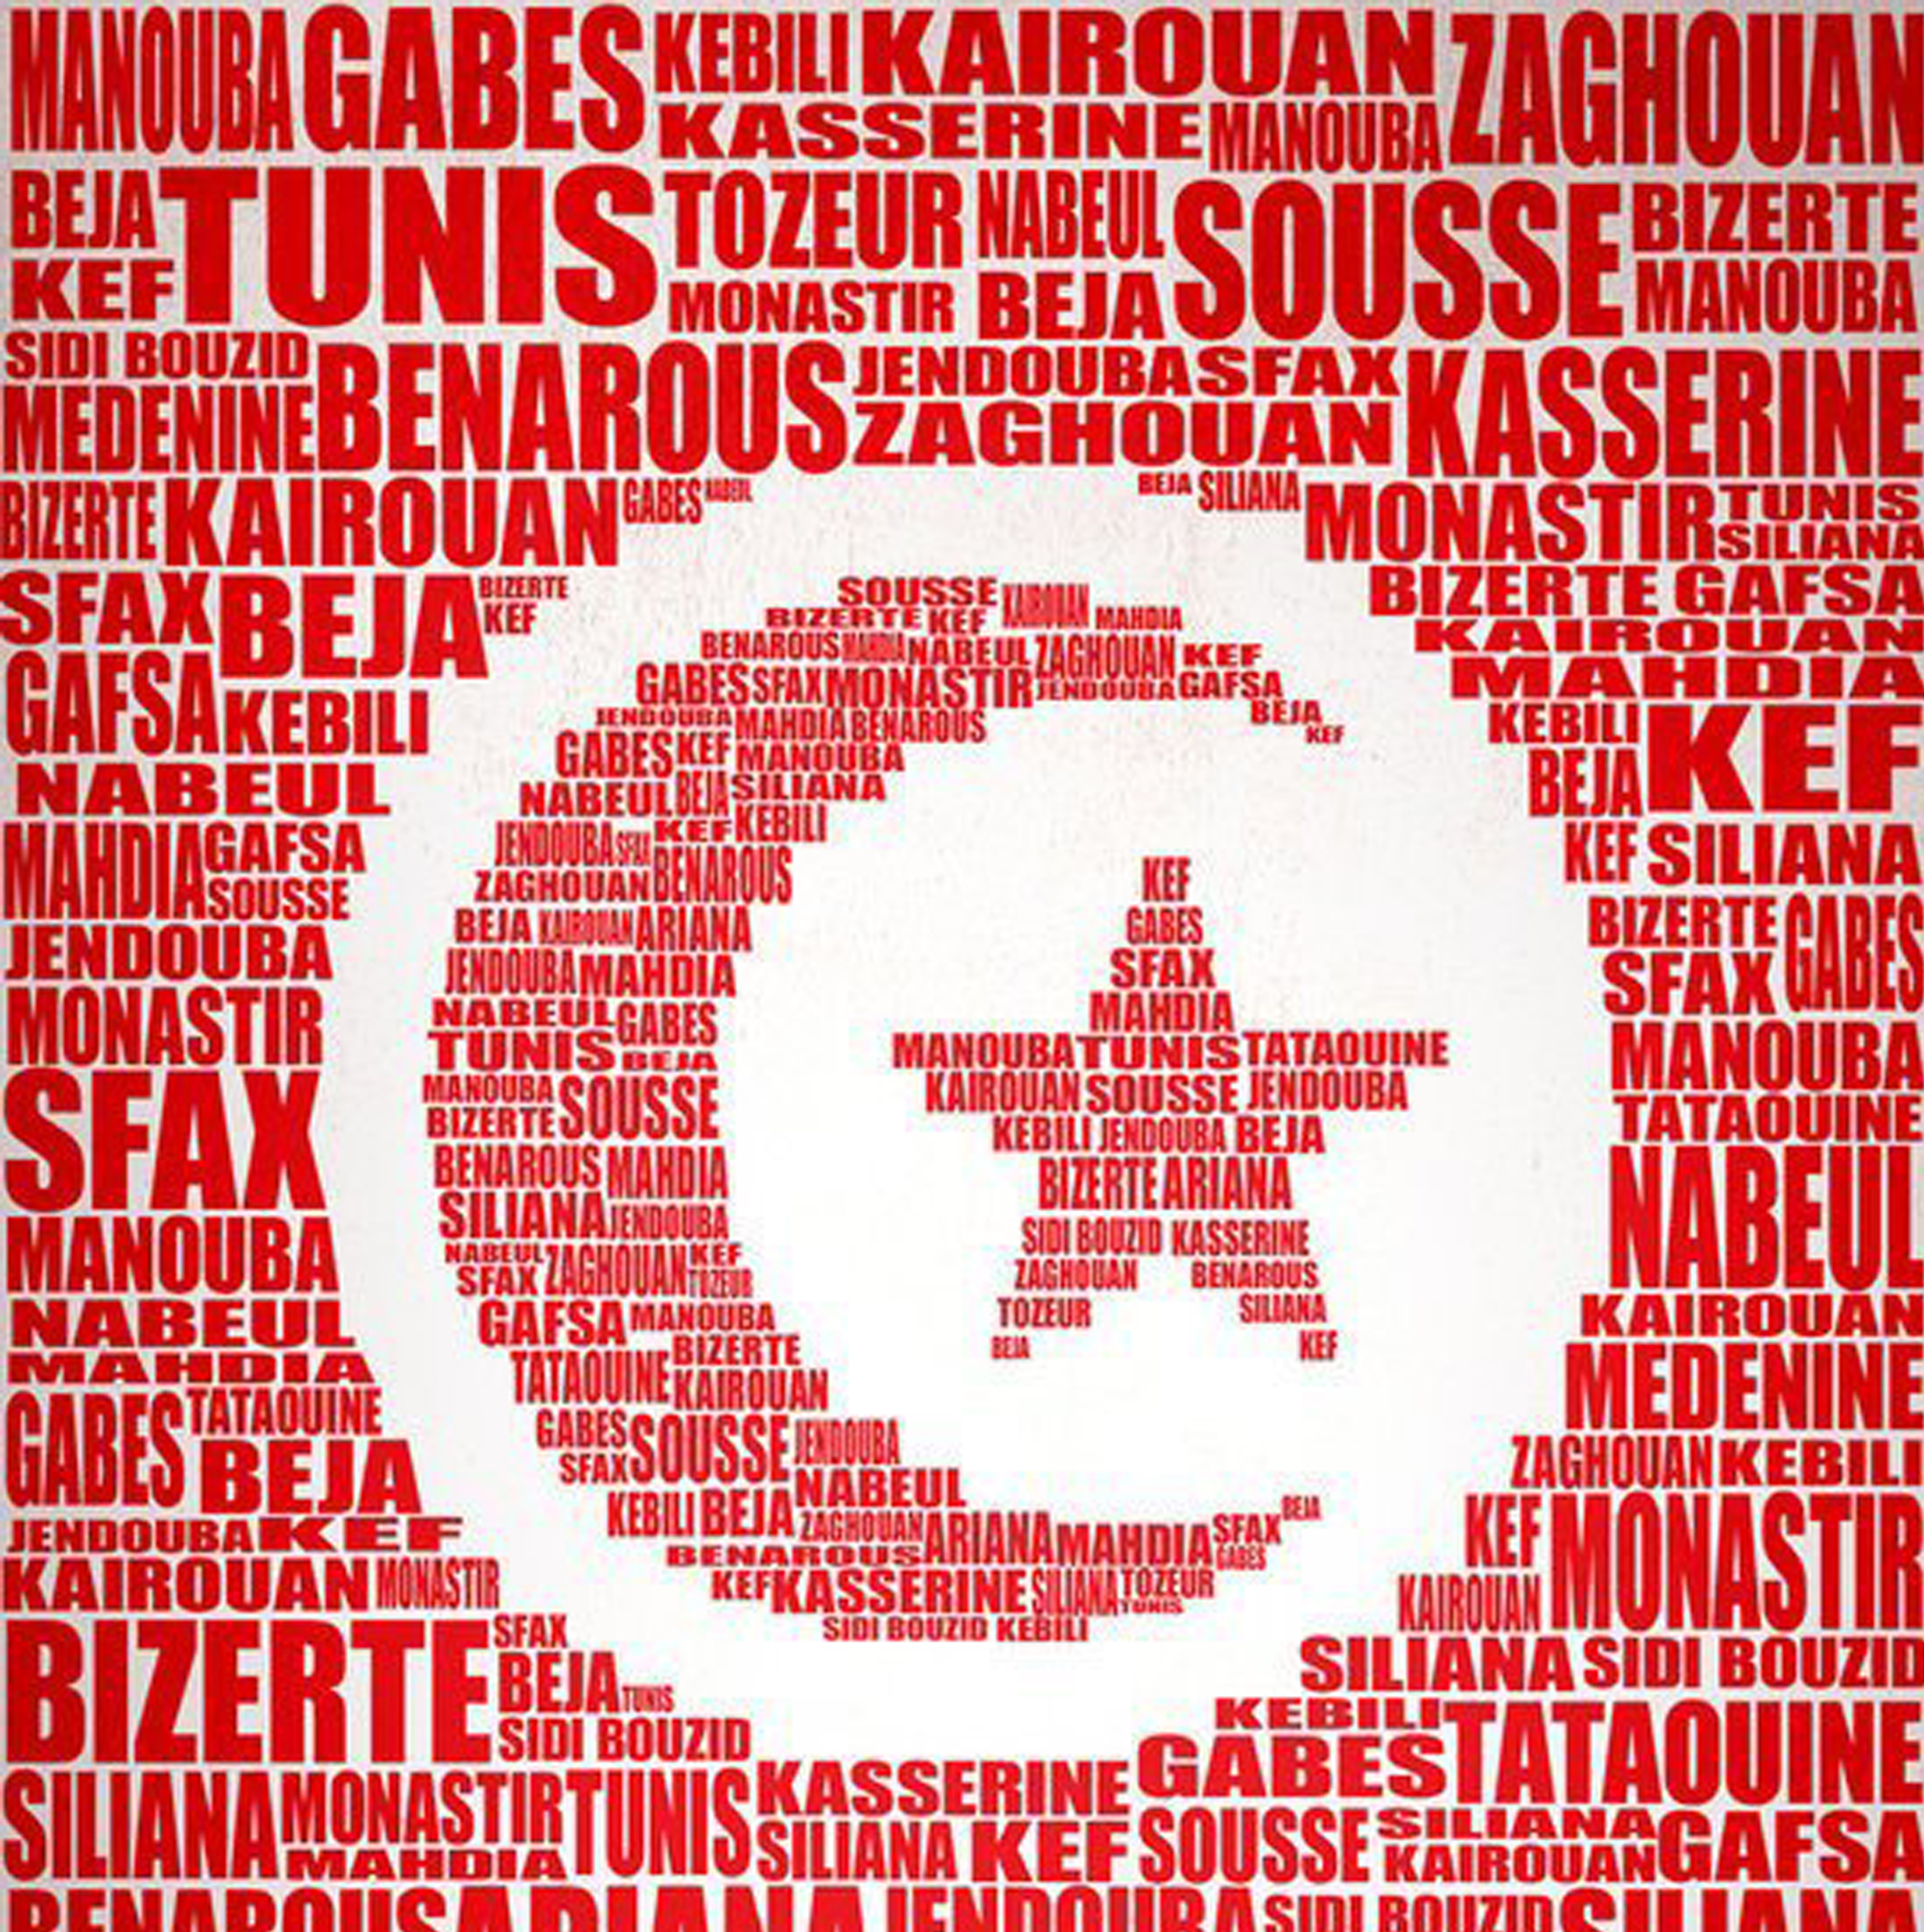 MANOUBA GABES KEBILI KAIROUAN ZAGHOUAN
KASSERINE MANOUBA
BEJA TUNIS TOZEUR NABEUL SOUSSE BIZERTE
KEF MONASTIR BEJA MANOUBA
SIDI BOUZID BENAROUS JENDOUBA SFAX KASSERINE
MEDENINE ZAGHOUAN
BIZERTE KAIROUAN GABES NABEUL BEJA SILIANA MONASTIR TUNIS
SILIANA
SFAX BEJA BIZERTE SOUSSE KAIROUAN BIZERTE GAFSA
KEF BIZERTE KEF MAHDIA KAIROUAN
GAFSA KEBILI BENAROUS MAHDIA NABEUL ZAGHOUAN KEF MAHDIA
GABES SFAX MONASTIR JENDOUBA GAFSA
JENDOUBA MAHDIA BENAROUS BEJA KEF KEBILI KEF
GABES KEF MANOUBA BEJA
NABEUL NABEUL BEJA SILIANA
MAHDIA GAFSA JENDOUBA SFAX KEF KEBILI KEF SILIANA
SOUSSE ZAGHOUAN BENAROUS KEF
JENDOUBA BEJA KAIROUAN ARIANA GABES BIZERTE GABES
JENDOUBA MAHDIA SFAX SFAX
MONASTIR NABEUL GABES MAHDIA MANOUBA
TUNIS BEJA MANOUBA TUNIS TATAOUINE
SFAX MANOUBA SOUSSE KAIROUAN SOUSSE JENDOUBA TATAOUINE
BIZERTE KEBILI JENDOUBA BEJA
BENAROUS MAHDIA BIZERTE ARIANA NABEUL
MANOUBA SILIANA JENDOUBA SIDI BOUZID KASSERINE
NABEUL ZAGHOUAN KEF
SFAX TOZEUR ZAGHOUAN BENAROUS
NABEUL GAFSA MANOUBA TOZEUR SILIANA KAIROUAN
MAHDIA TATAOUINE BIZERTE BEJA KEF MEDENINE
KAIROUAN
GABES TATAOUINE GABES SOUSSE JENDOUBA ZAGHOUAN KEBILI
BEJA SFAX NABEUL
JENDOUBA KEF KEBILI BEJA ZAGHOUAN ARIANA MAHDIA SFAX BEJA KEF MONASTIR
BENAROUS GABES
KAIROUAN MONASTIR KEF KASSERINE SILIANA TOZEUR KAIROUAN
TUNIS
BIZERTE SFAX SIDI BOUZID KEBILI SILIANA SIDI BOUZID
BEJA TUNIS KEBILI TATAOUINE
SIDI BOUZID GABES
SILIANA MONASTIR TUNIS KASSERINE SOUSSE SILIANA GAFSA
MAHDIA SILIANA KEF KAIROUAN
BENAROUS ARIANA JENDOUBA SIDI BOUZID SILIANA